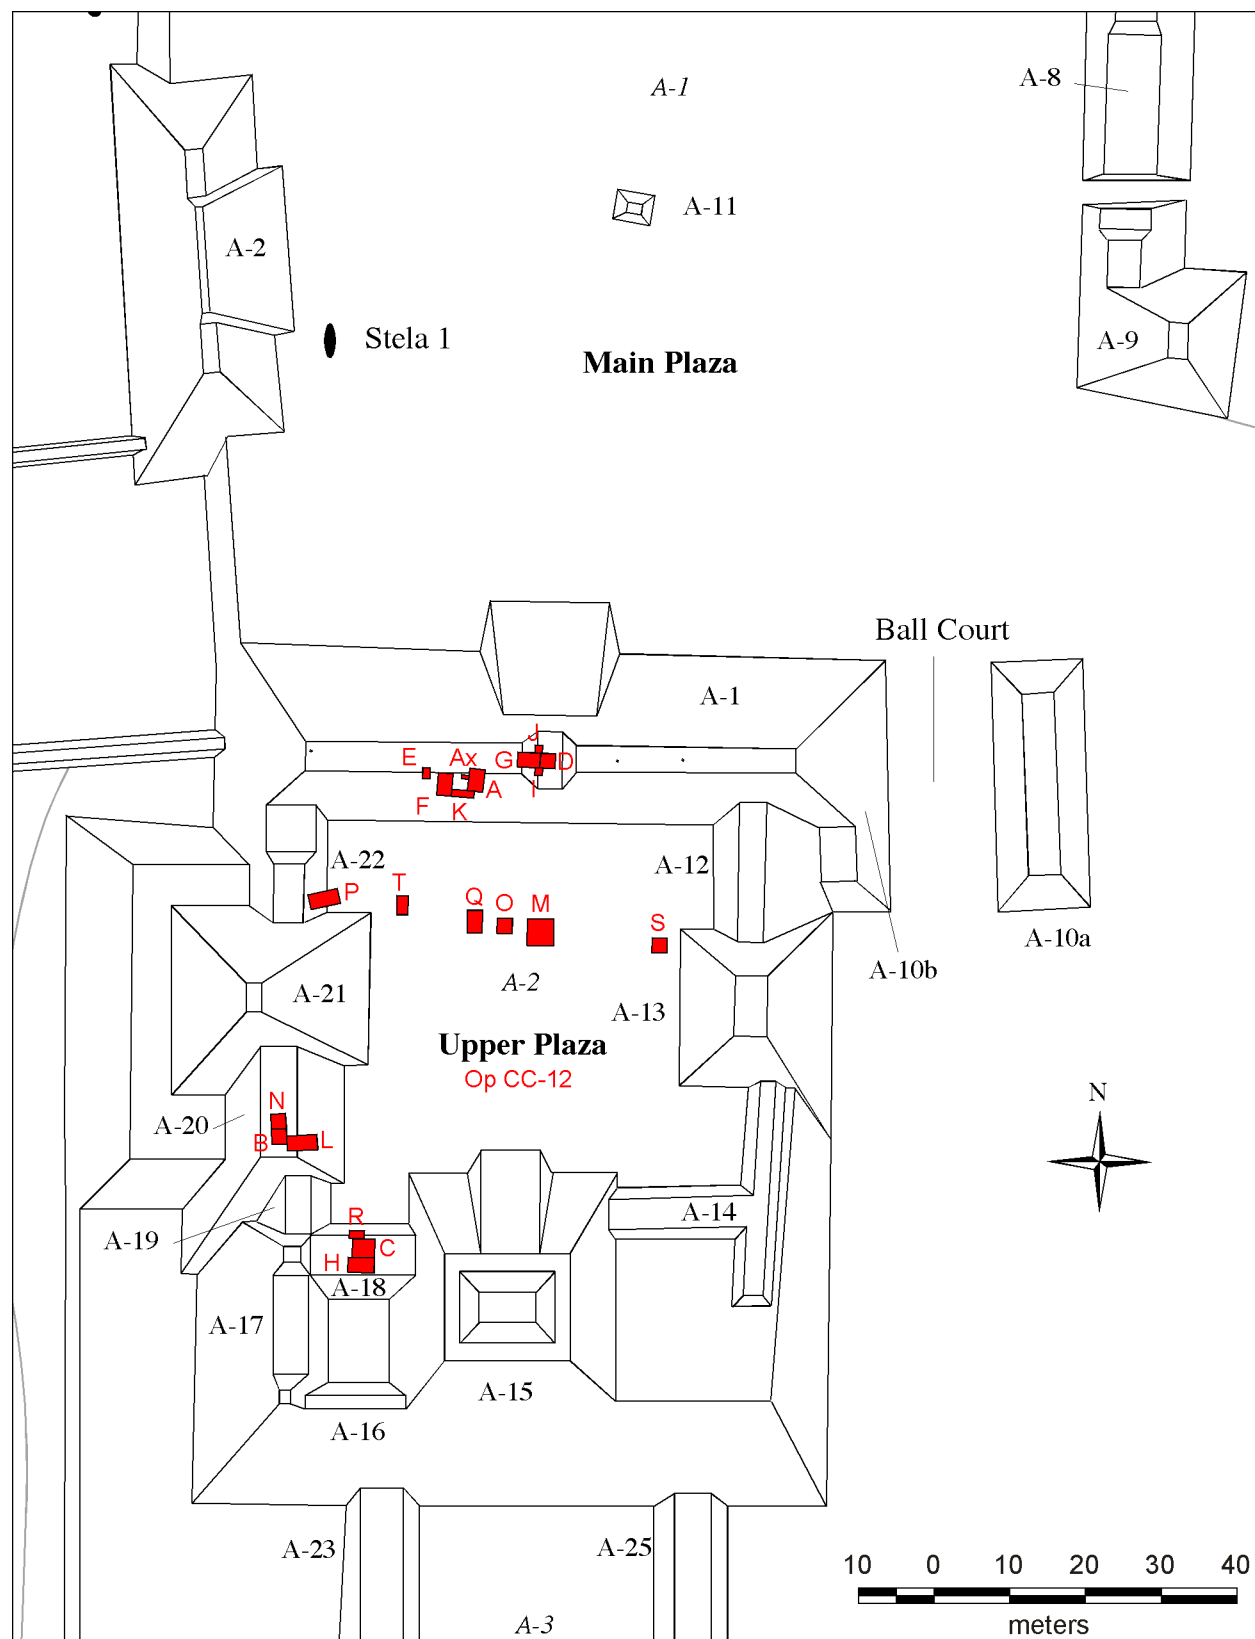 A-1
A-8
A-11
A-2
Stela 1
Main Plaza
A-9
Ball Court
A-1
J
E
Ax
G
D
F
K
A
I
A-22
A-12
P
T
Q
O
M
S
A-10a
A-10b
A-2
A-21
A-13
Upper Plaza
Op CC-12
N
N
A-20
B
L
A-14
R
A-19
C
H
A-18
A-17
A-15
A-16
A-23
A-25
10 0 10 20 30 40
meters
A-3